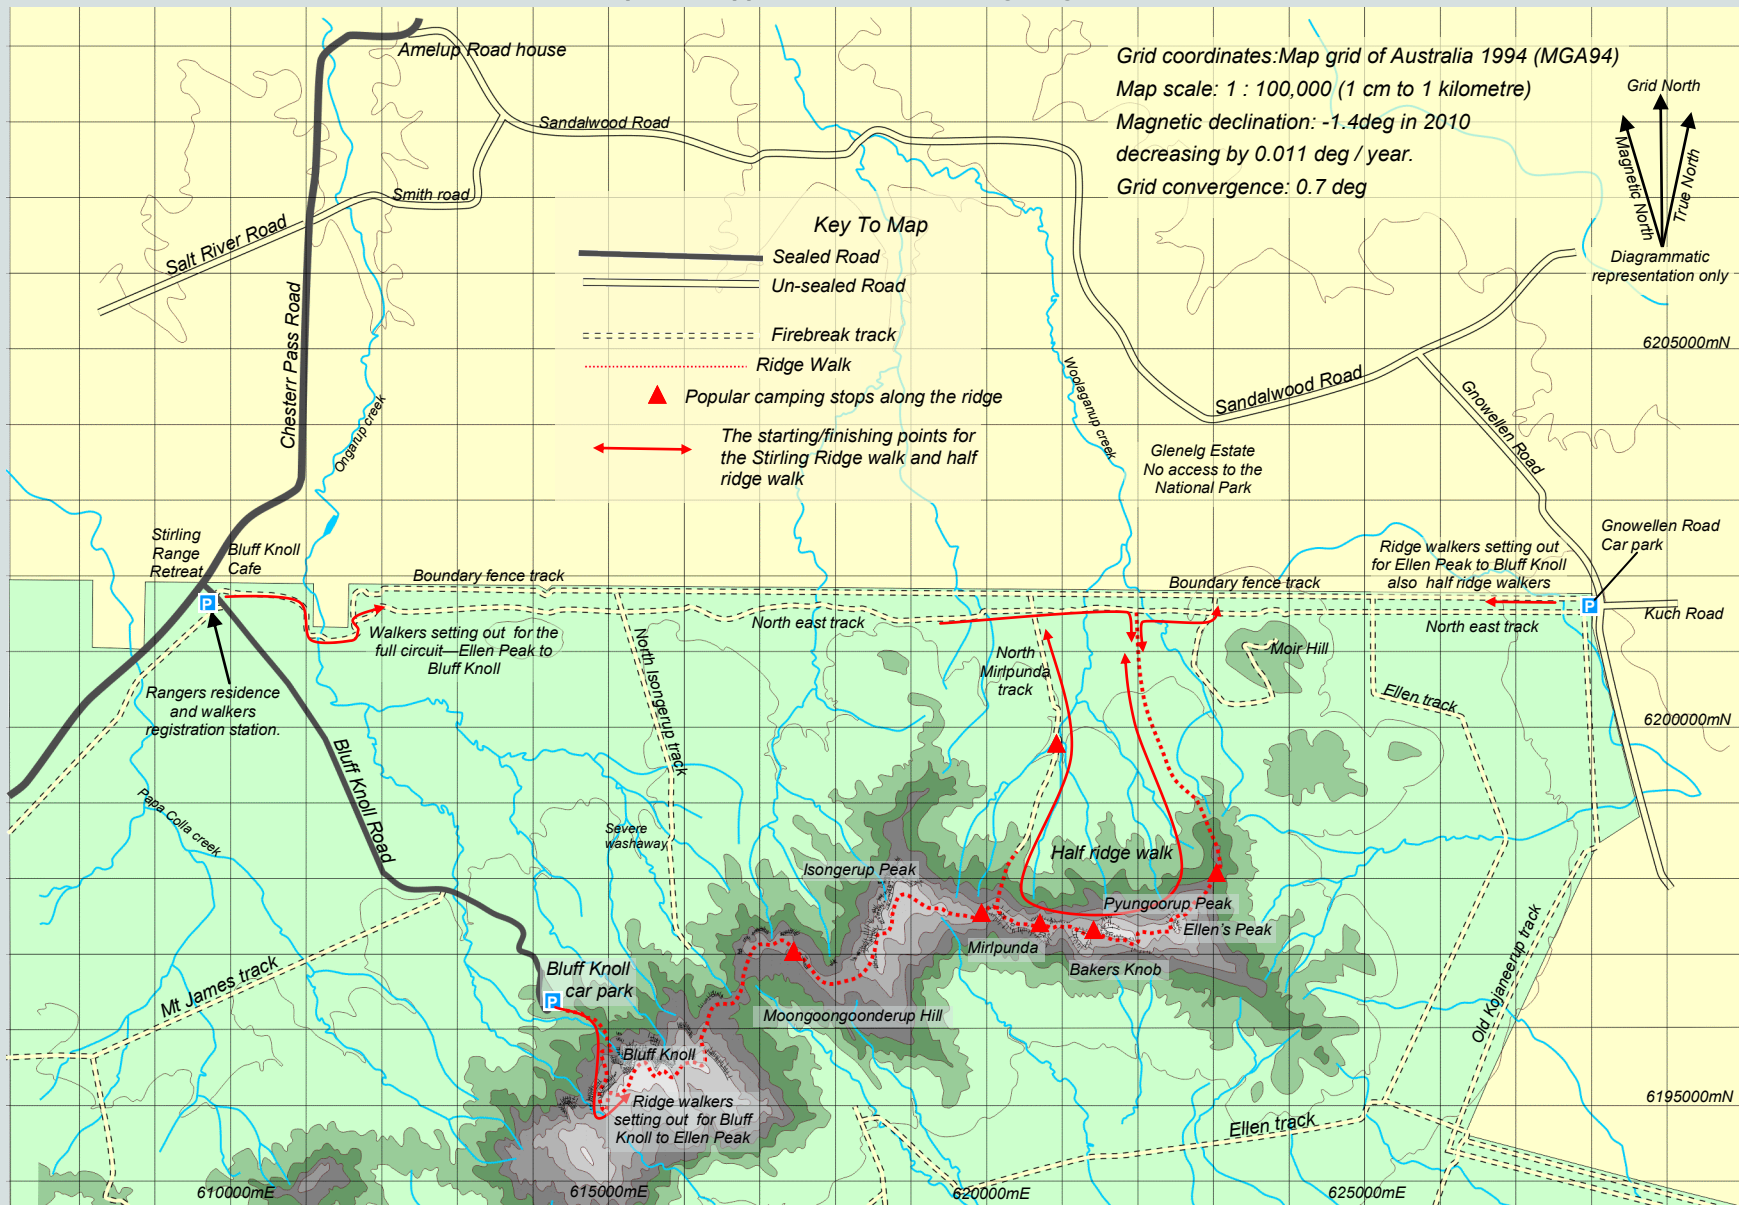 Amelup Road house
Grid coordinates:Map grid of Australia 1994 (MGA94)
Map scale: 1 : 100,000 (1 cm to 1 kilometre)
Magnetic declination: -1.4deg in 2010
decreasing by 0.011 deg / year.
Grid convergence: 0.7 deg
Grid North
Magnetic North
True North
Diagrammatic
representation only
Sandalwood Road
Smith road
Salt River Road
Chesterr Pass Road
Ongarup creek
Key To Map
Sealed Road
Un-sealed Road
Firebreak track
Ridge Walk
Popular camping stops along the ridge
The starting/finishing points for
the Stirling Ridge walk and half
ridge walk
Woolaganup creek
Sandalwood Road
Gnowellen Road
6205000mN
Glenelg Estate
No access to the
National Park
Stirling
Range
Retreat
Bluff Knoll
Cafe
P
Boundary fence track
Boundary fence track
Ridge walkers setting out
for Ellen Peak to Bluff Knoll
also half ridge walkers
Gnowellen Road
Car park
P
Kuch Road
North east track
North east track
Walkers setting out for the
full circuit—Ellen Peak to
Bluff Knoll
North Isongerup track
North
Mirlpunda
track
Moir Hill
Ellen track
Rangers residence
and walkers
registration station.
6200000mN
Bluff Knoll Road
Papa Colla creek
Severe
washaway
Half ridge walk
Isongerup Peak
Pyungoorup Peak
Ellen's Peak
Mirlpunda
Bakers Knob
Old Kojaneerup track
Mt James track
Bluff Knoll
car park
P
Moongoongoonderup Hill
Bluff Knoll
Ridge walkers
setting out for Bluff
Knoll to Ellen Peak
Ellen track
6195000mN
610000mE
615000mE
620000mE
625000mE